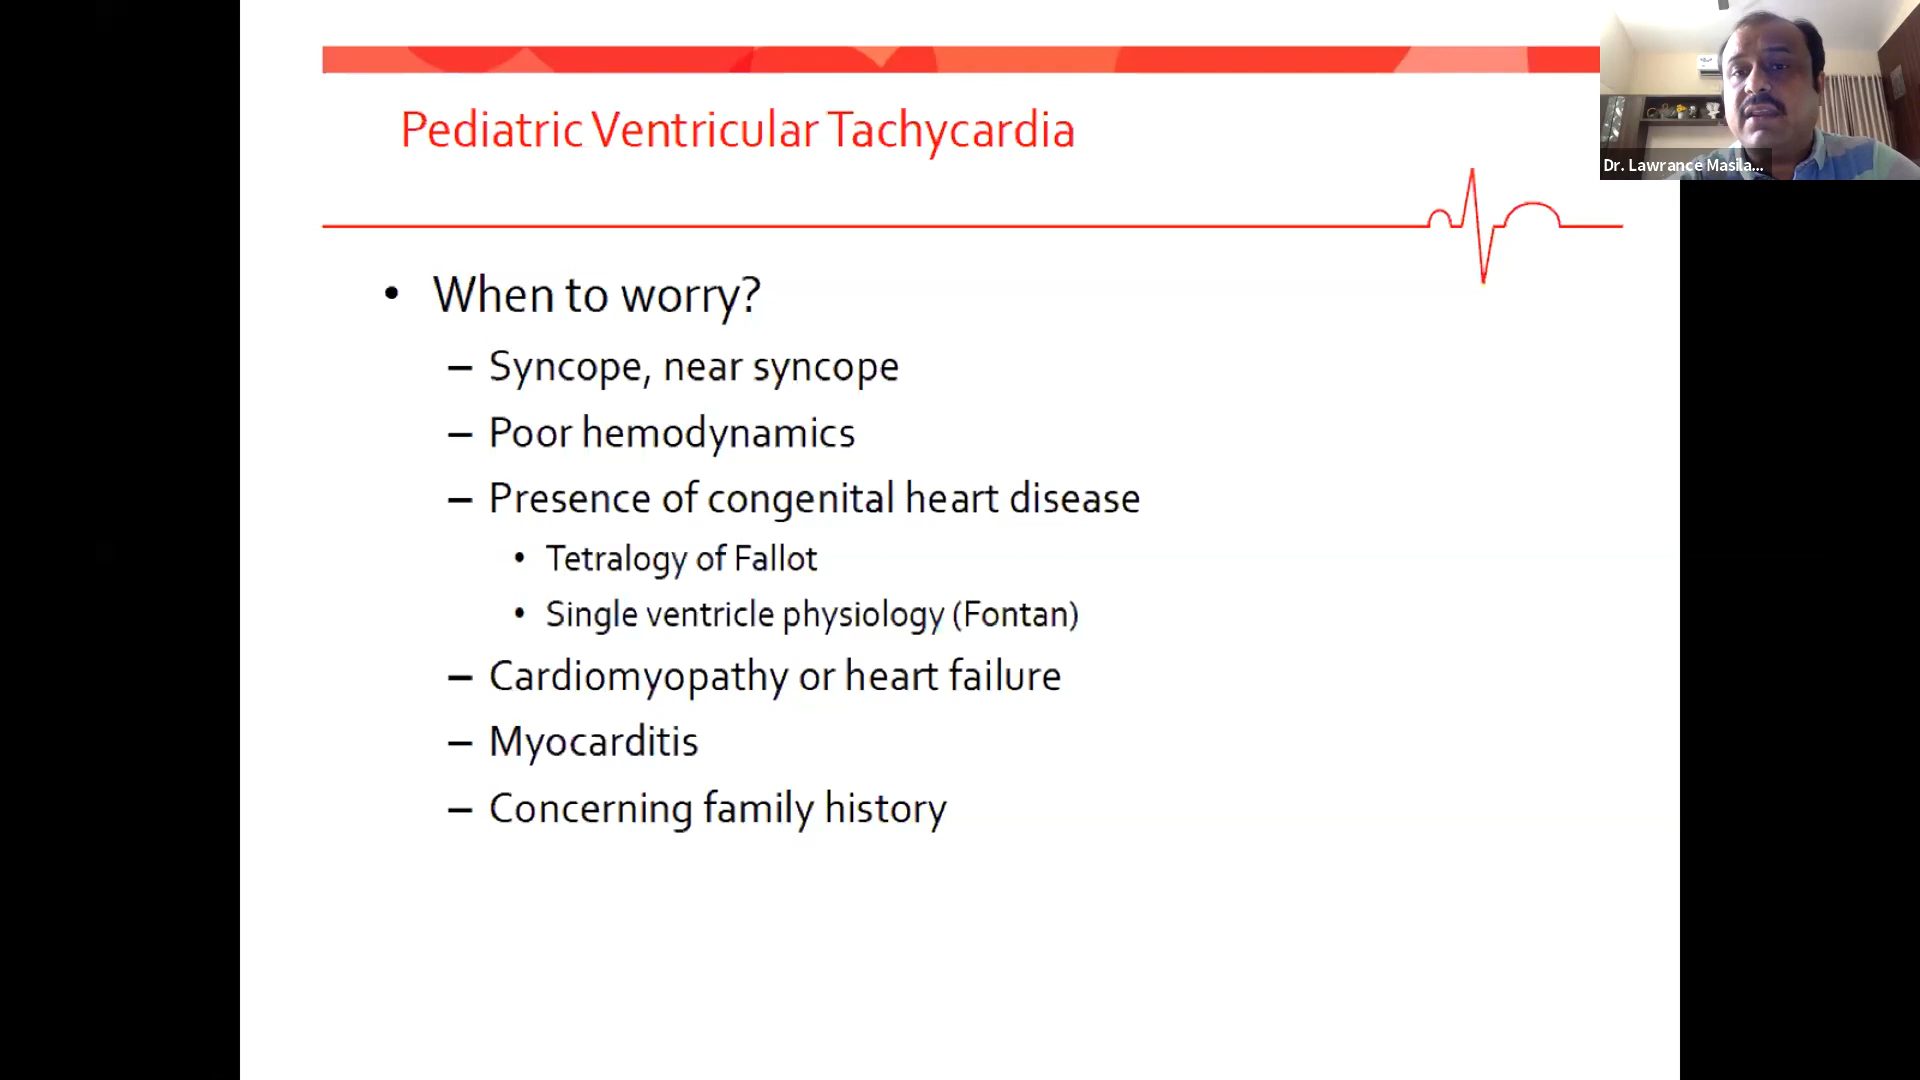 Pediatric Ventricular Tachycardia
Dr. Lawrance Masila...
• When to worry?
– Syncope, near syncope
– Poor hemodynamics
– Presence of congenital heart disease
• Tetralogy of Fallot
• Single ventricle physiology (Fontan)
– Cardiomyopathy or heart failure
– Myocarditis
– Concerning family history